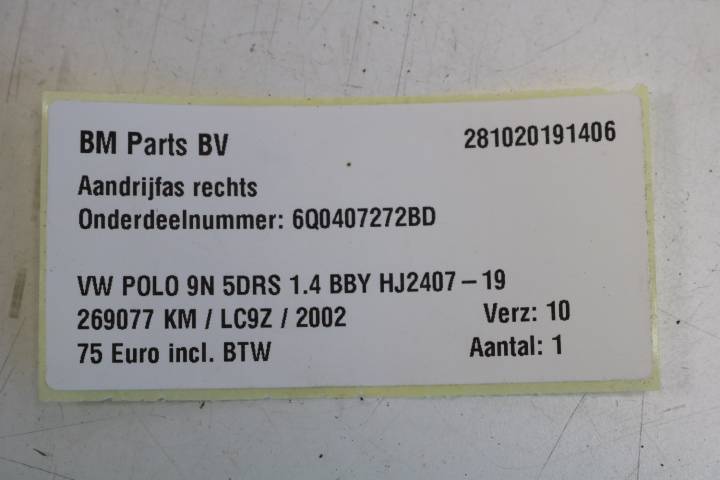 BM Parts BV 281020191406
Aandrijfas rechts
Onderdeelnummer: 6Q0407272BD
VW POLO 9N 5DRS 1.4 BBY HJ2407-19
269077 KM / LC9Z / 2002 Verz: 10
75 Euro incl. BTW Aantal: 1